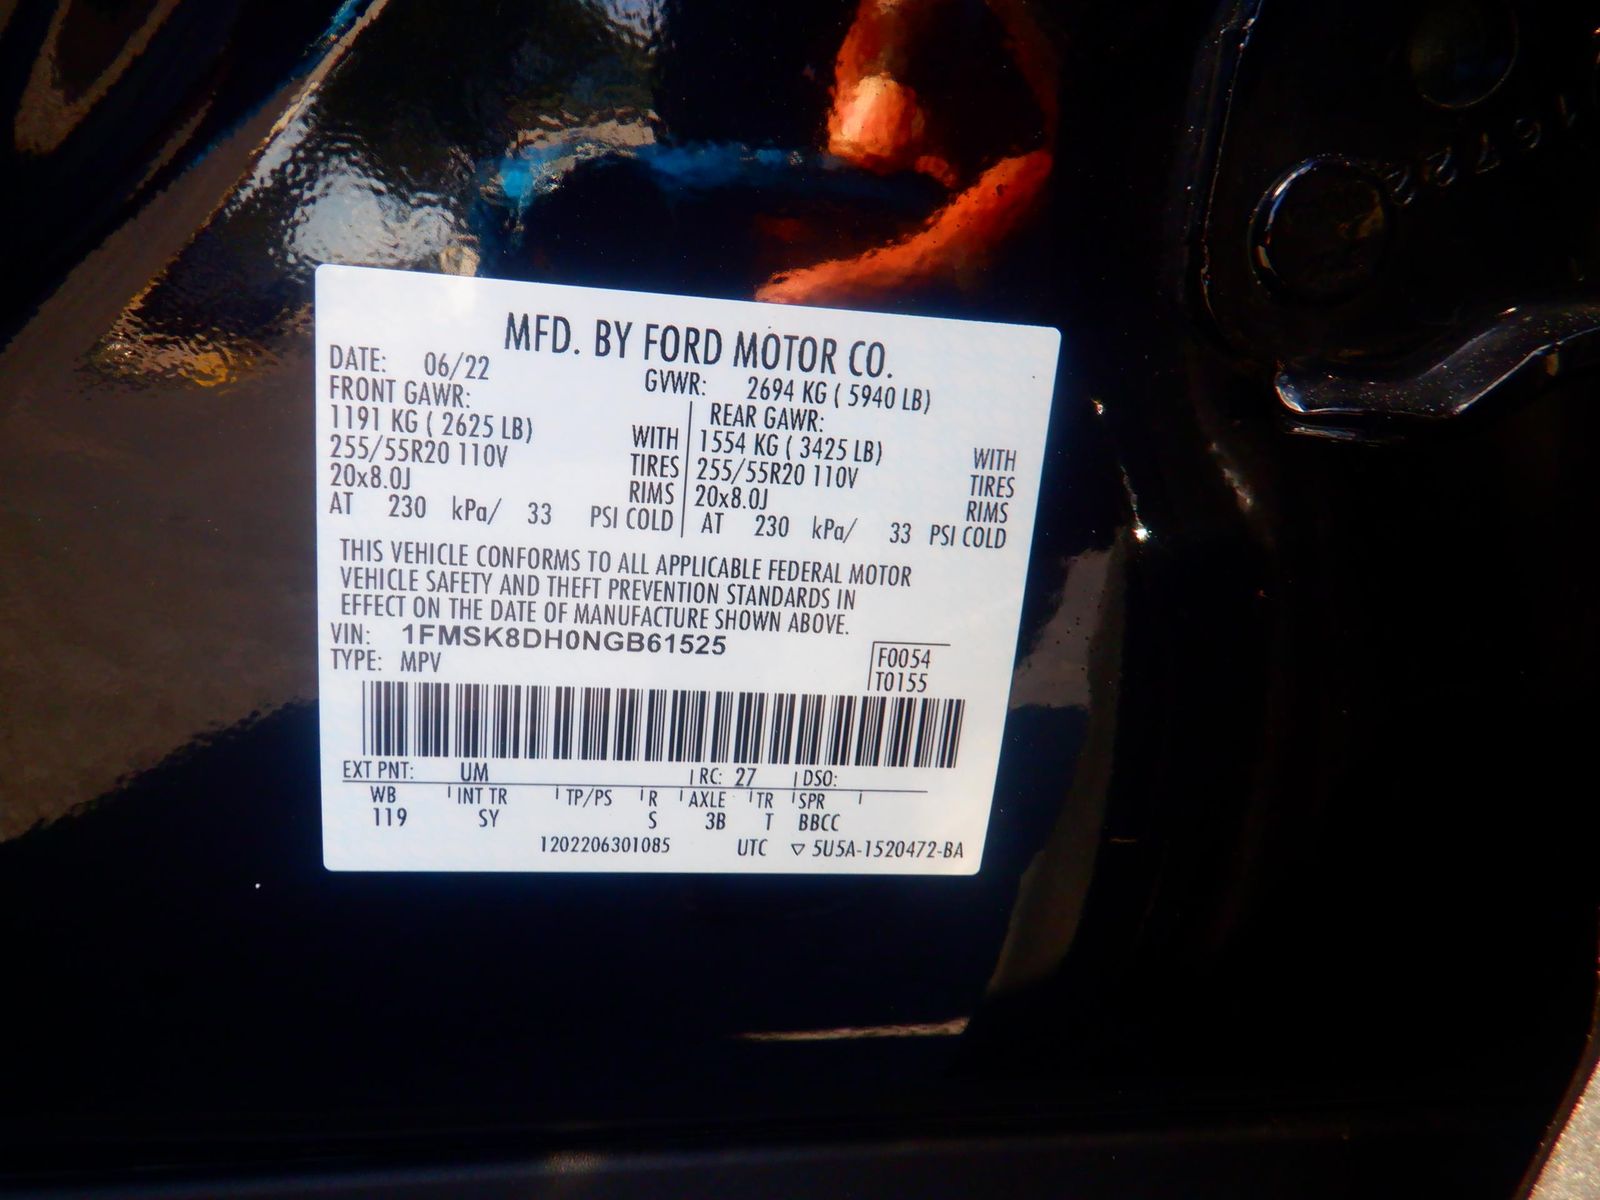 MFD. BY FORD MOTOR CO.
DATE: 06/22 GVWR: 2694 KG ( 5940 LB)
FRONT GAWR: REAR GAWR:
1191 KG ( 2625 LB) WITH 1554 KG ( 3425 LB) WITH
255/55R20 110V TIRES 255/55R20 110V TIRES
20x8.0J RIMS 20x8.0J RIMS
AT 230 kPa/ 33 PSI COLD AT 230 kPa/ 33 PSI COLD
THIS VEHICLE CONFORMS TO ALL APPLICABLE FEDERAL MOTOR
VEHICLE SAFETY AND THEFT PREVENTION STANDARDS IN
EFFECT ON THE DATE OF MANUFACTURE SHOWN ABOVE.
VIN: 1FMSK8DH0NGB61525
TYPE: MPV
F0054
T0155
EXT PNT: UM RC: 27 DSO:
WB INT TR TP/PS R AXLE TR SPR
119 SY S 3B T BBCC
1202206301085 UTC ▽ 5U5A-1520472-BA